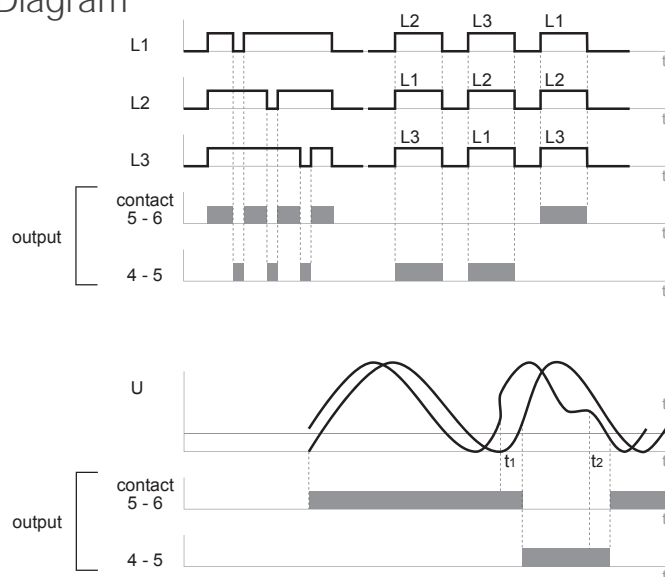 Diagram
L1
L2 L3 L1
t
L2
L1 L2 L2
t
L3
L3 L1 L3
t
output
contact
5 - 6
t
4 - 5
t
U
t
t1 t2
t
output
contact
5 - 6
t
4 - 5
t